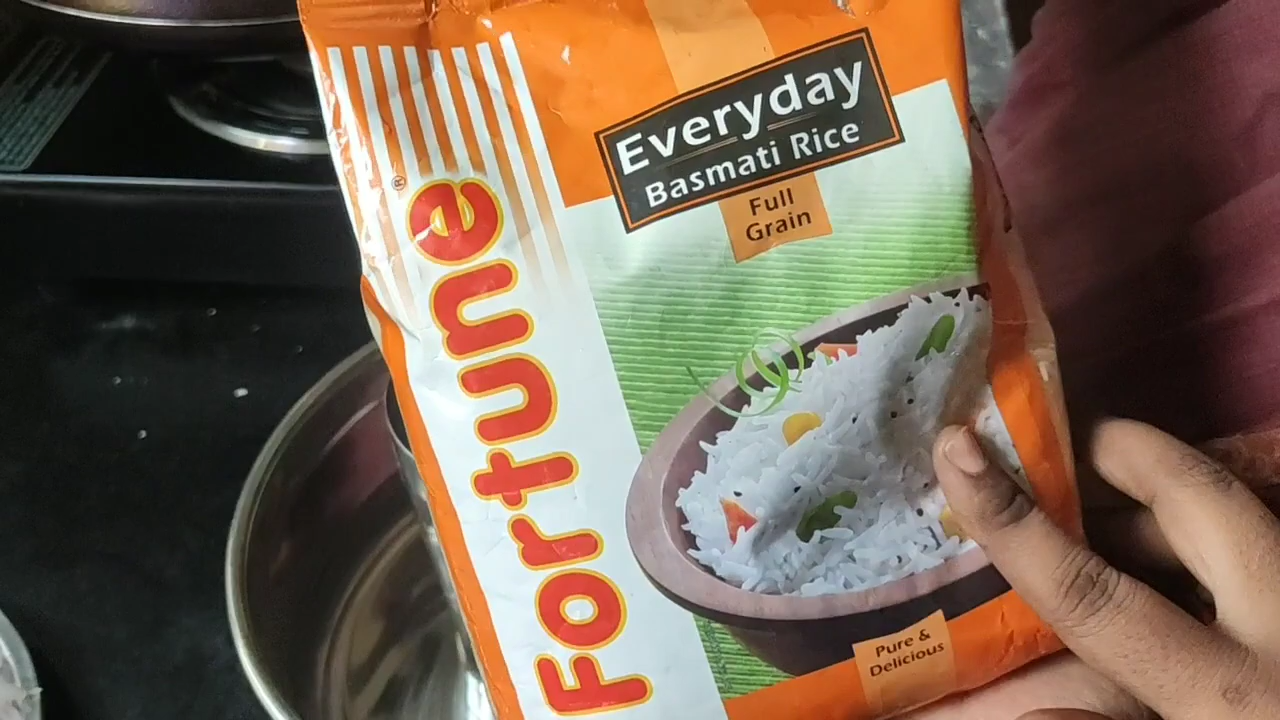 Fortune
®
Everyday
Basmati Rice
Full
Grain
Pure &
Delicious